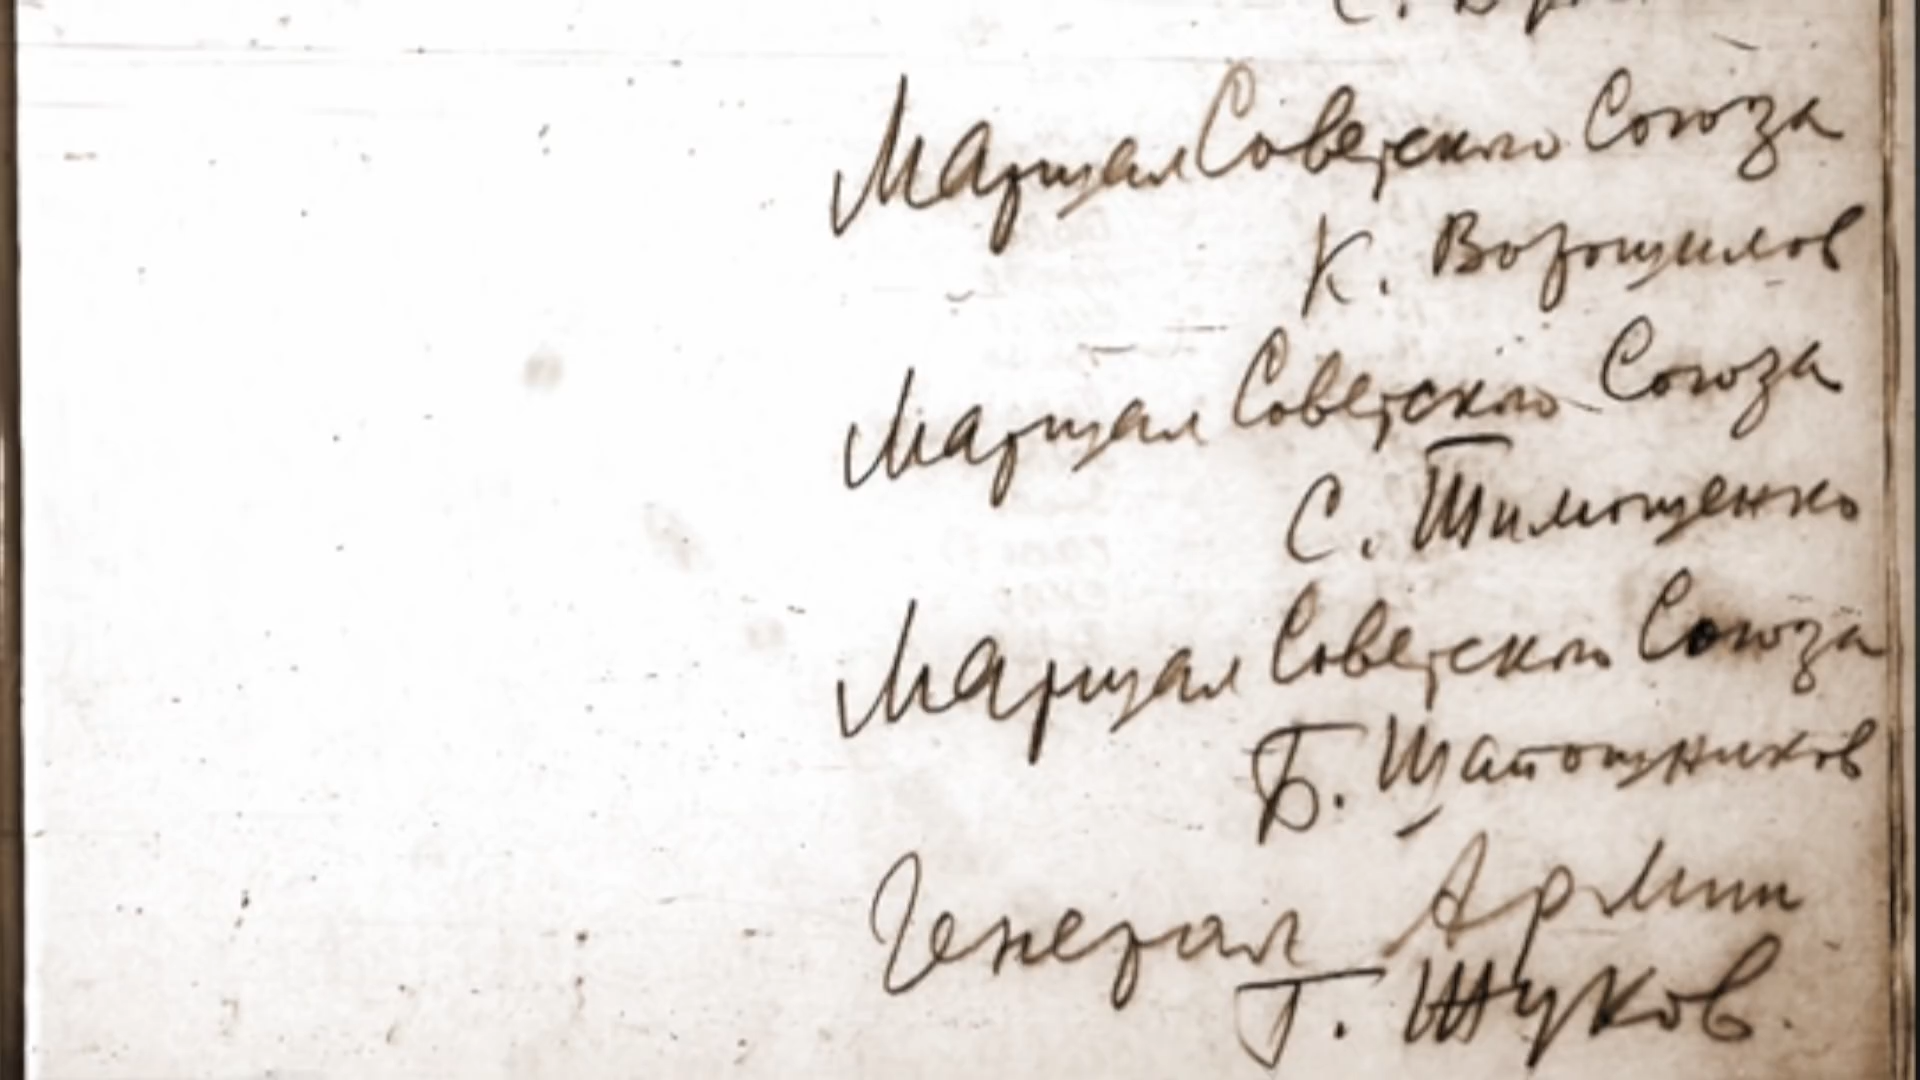 Маршал Советского Союза
К. Ворошилов
Маршал Советского Союза
С. Тимошенко
Маршал Советского Союза
Б. Шапошников
Генерал Армии
Г. Жуков.